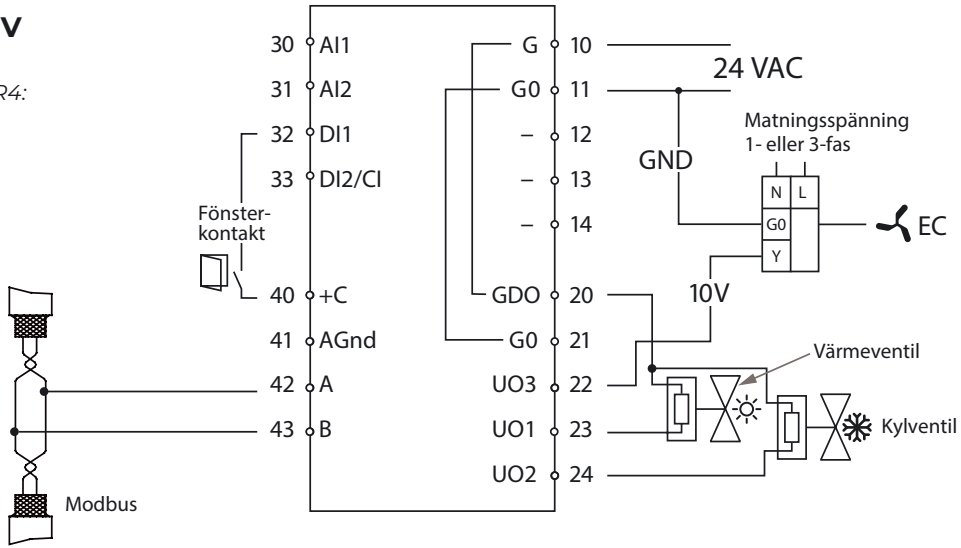 V
R4:
30 AI1
31 AI2
32 DI1
33 DI2/CI
Fönster-
kontakt
40 +C
41 AGnd
42 A
43 B
Modbus
G 10
G0 11
– 12
– 13
– 14
GDO 20
G0 21
UO3 22
UO1 23
UO2 24
24 VAC
GND
Matningsspänning
1- eller 3-fas
N L
G0
Y
EC
10V
Värmeventil
Kylventil